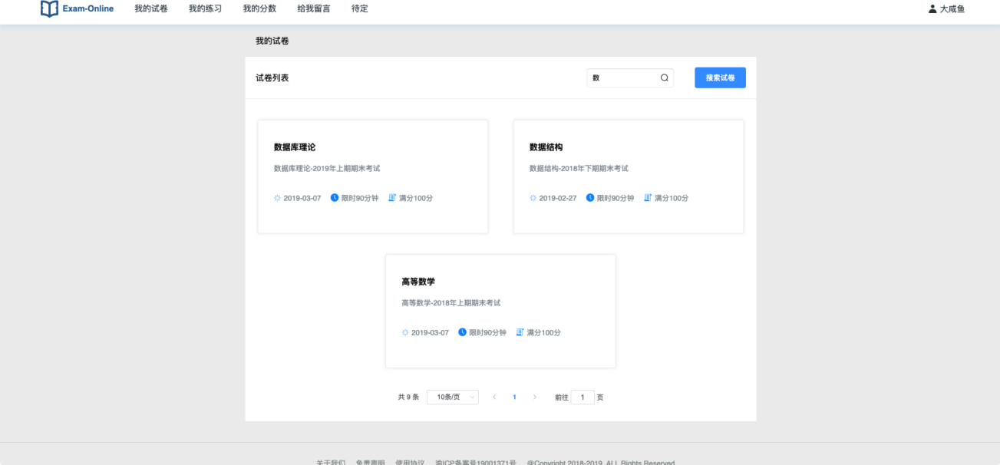 Exam-Online 我的试卷 我的练习 我的分数 给我留言 待定 大咸鱼
我的试卷
试卷列表 数 搜索试卷
数据库理论
数据库理论-2019年上期期末考试
2019-03-07 限时90分钟 满分100分
数据结构
数据结构-2018年下期期末考试
2019-02-27 限时90分钟 满分100分
高等数学
高等数学-2018年上期期末考试
2019-03-07 限时90分钟 满分100分
共 9 条 10条/页 1 前往 1 页
关于我们 免责声明 使用协议 渝ICP备案号19001371号 @Copyright 2018-2019. ALL Rights Reserved